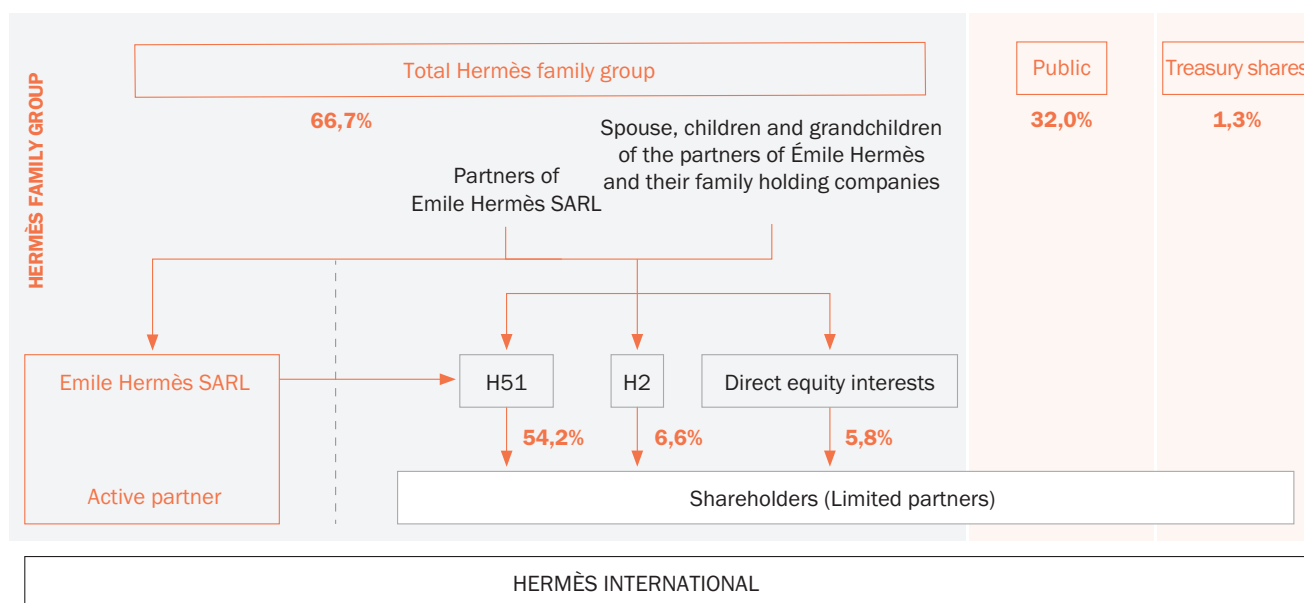 HERMÈS FAMILY GROUP
Total Hermès family group
Public
Treasury shares
66,7%
32,0%
1,3%
Spouse, children and grandchildren
of the partners of Émile Hermès
and their family holding companies
Partners of
Emile Hermès SARL
Emile Hermès SARL
Active partner
H51
H2
Direct equity interests
54,2%
6,6%
5,8%
Shareholders (Limited partners)
HERMÈS INTERNATIONAL